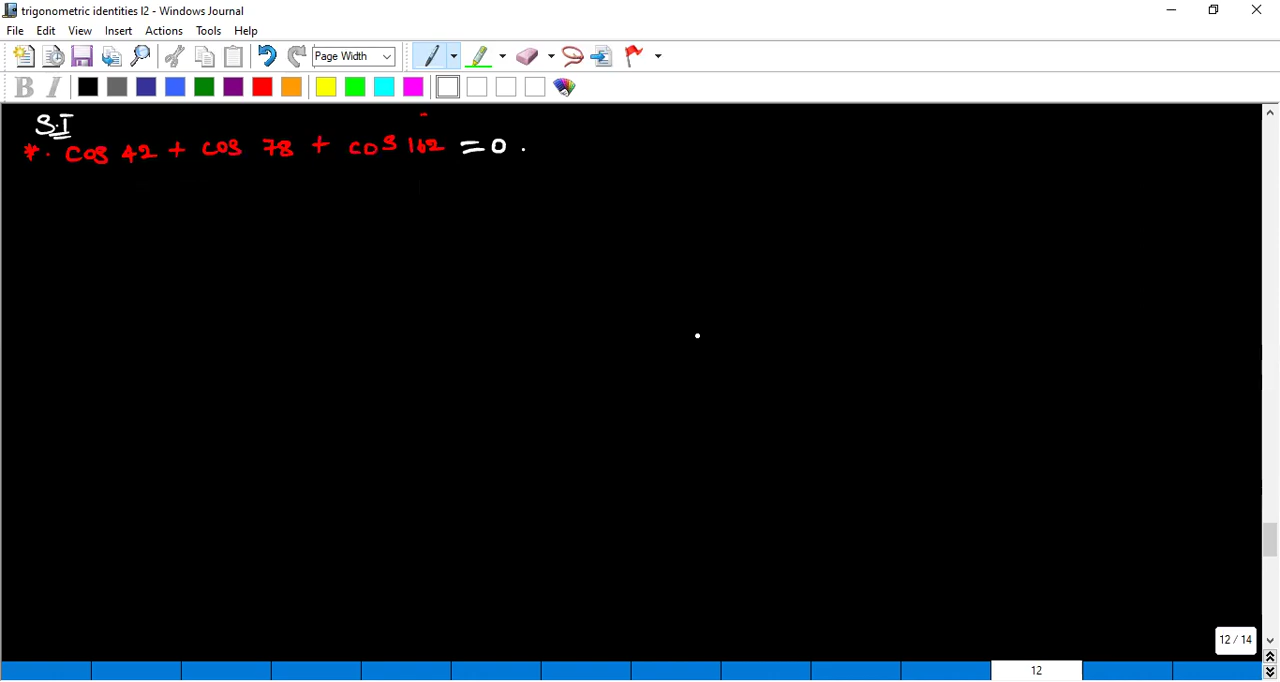 trigonometric identities l2 - Windows Journal
File Edit View Insert Actions Tools Help
Page Width
B I
S.I
*. cos 42 + cos 78 + cos 162 = 0.
12 / 14
12